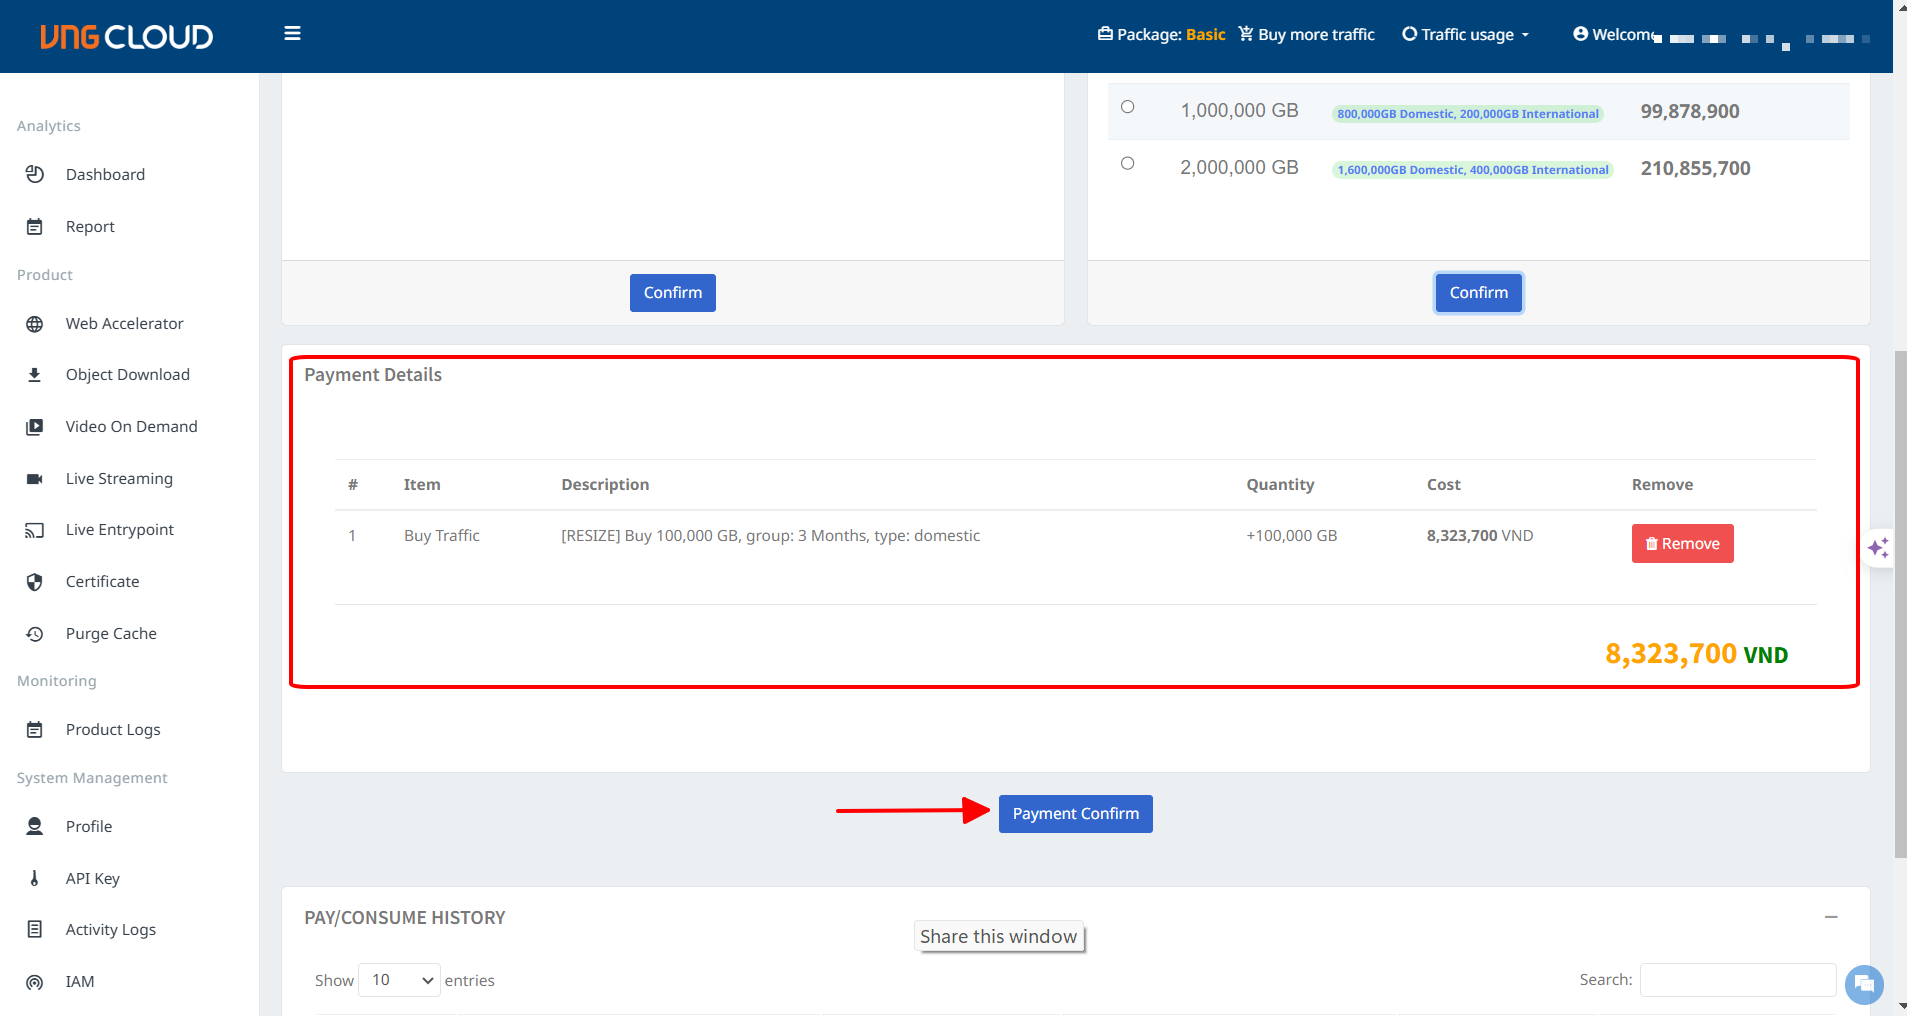 VNG CLOUD
Package: Basic
Buy more traffic
Traffic usage
Welcome
Analytics
Dashboard
Report
Product
Web Accelerator
Object Download
Video On Demand
Live Streaming
Live Entrypoint
Certificate
Purge Cache
Monitoring
Product Logs
System Management
Profile
API Key
Activity Logs
IAM
1,000,000 GB 800,000GB Domestic, 200,000GB International 99,878,900
2,000,000 GB 1,600,000GB Domestic, 400,000GB International 210,855,700
Confirm
Confirm
Payment Details
# Item Description Quantity Cost Remove
1 Buy Traffic [RESIZE] Buy 100,000 GB, group: 3 Months, type: domestic +100,000 GB 8,323,700 VND Remove
8,323,700 VND
Payment Confirm
PAY/CONSUME HISTORY
Share this window
Show 10 entries
Search: